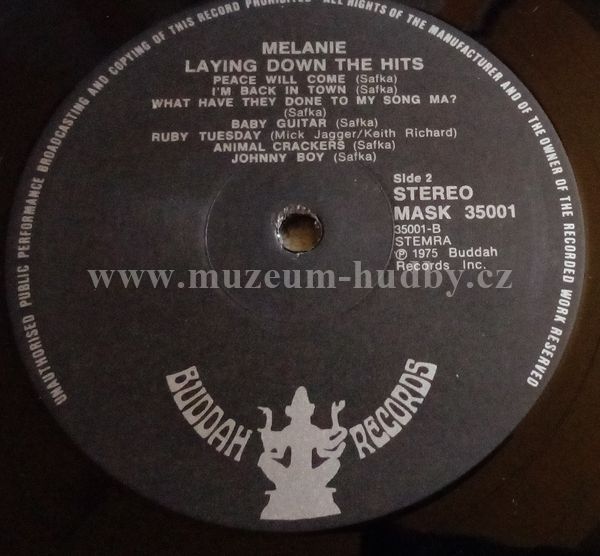 UNAUTHORISED PUBLIC PERFORMANCE BROADCASTING AND COPYING OF THIS RECORD PROHIBITED - ALL RIGHTS OF THE MANUFACTURER AND OF THE OWNER OF THE RECORDED WORK RESERVED
MELANIE
LAYING DOWN THE HITS
PEACE WILL COME (Safka)
I'M BACK IN TOWN (Safka)
WHAT HAVE THEY DONE TO MY SONG MA?
(Safka)
BABY GUITAR (Safka)
RUBY TUESDAY (Mick Jagger/Keith Richard)
ANIMAL CRACKERS (Safka)
JOHNNY BOY (Safka)
Side 2
STEREO
MASK 35001
35001-B
STEMRA
℗ 1975 Buddah
Records Inc.
www.muzeum-hudby.cz
BUDDAH RECORDS